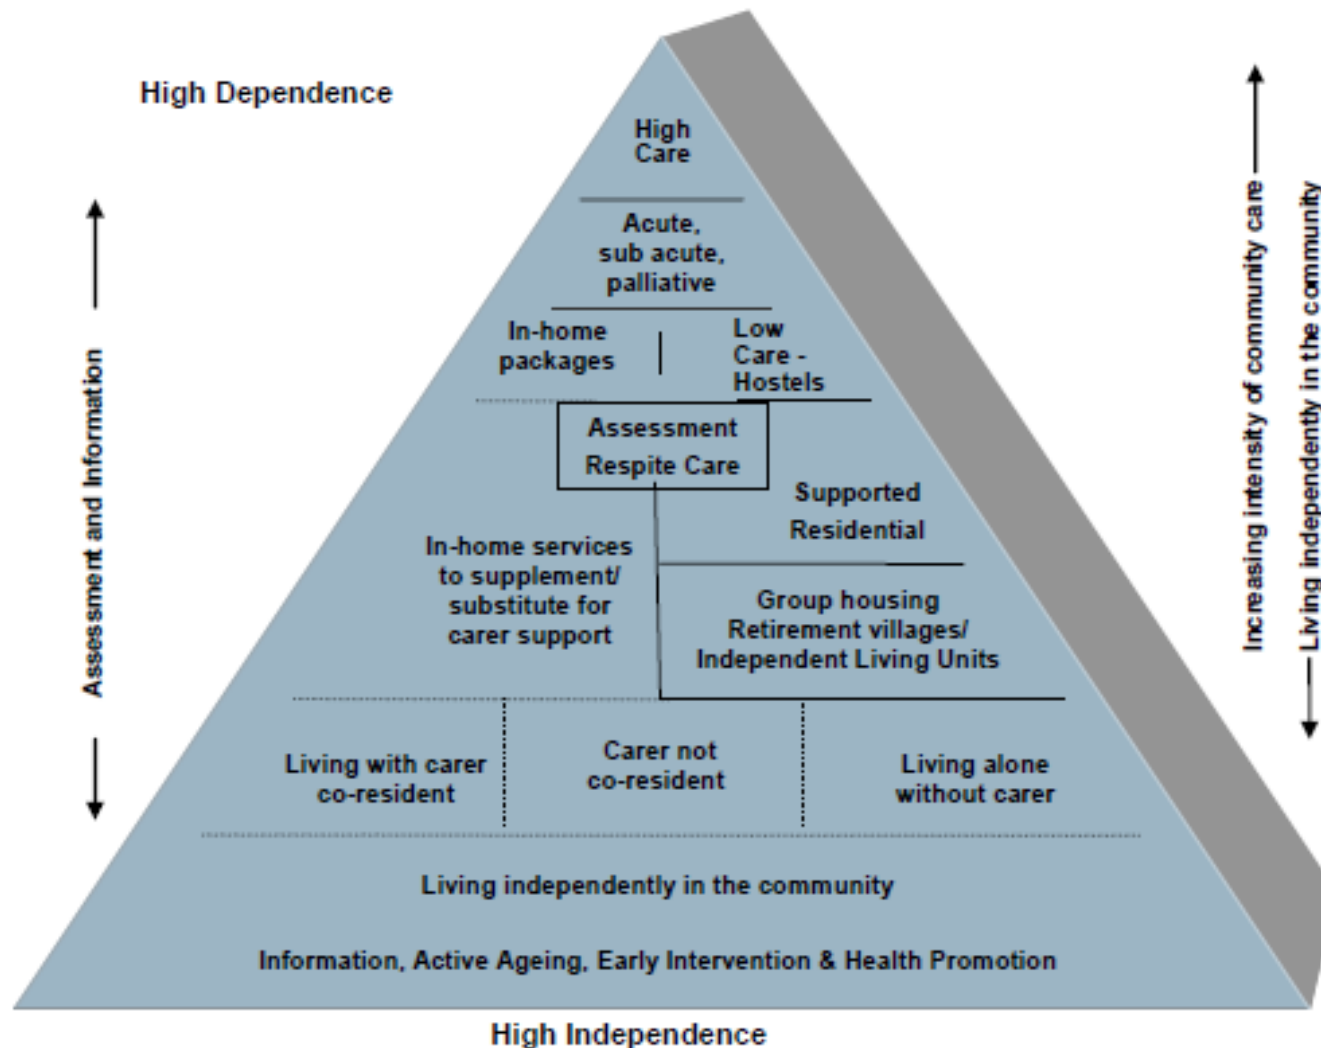 High Dependence
High
Care
Acute,
sub acute,
palliative
In-home
packages
Low
Care -
Hostels
Assessment
Respite Care
Supported
Residential
In-home services
to supplement/
substitute for
carer support
Group housing
Retirement villages/
Independent Living Units
Living with carer
co-resident
Carer not
co-resident
Living alone
without carer
Living independently in the community
Information, Active Ageing, Early Intervention & Health Promotion
High Independence
Assessment and Information
Increasing intensity of community care
Living independently in the community